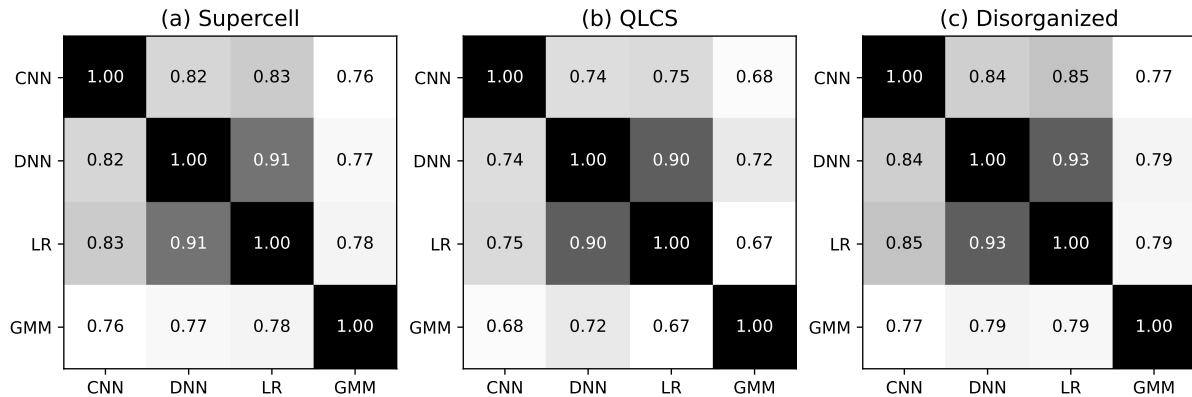 (a) Supercell
CNN 1.00 0.82 0.83 0.76
DNN 0.82 1.00 0.91 0.77
LR 0.83 0.91 1.00 0.78
GMM 0.76 0.77 0.78 1.00
CNN DNN LR GMM
(b) QLCS
CNN 1.00 0.74 0.75 0.68
DNN 0.74 1.00 0.90 0.72
LR 0.75 0.90 1.00 0.67
GMM 0.68 0.72 0.67 1.00
CNN DNN LR GMM
(c) Disorganized
CNN 1.00 0.84 0.85 0.77
DNN 0.84 1.00 0.93 0.79
LR 0.85 0.93 1.00 0.79
GMM 0.77 0.79 0.79 1.00
CNN DNN LR GMM